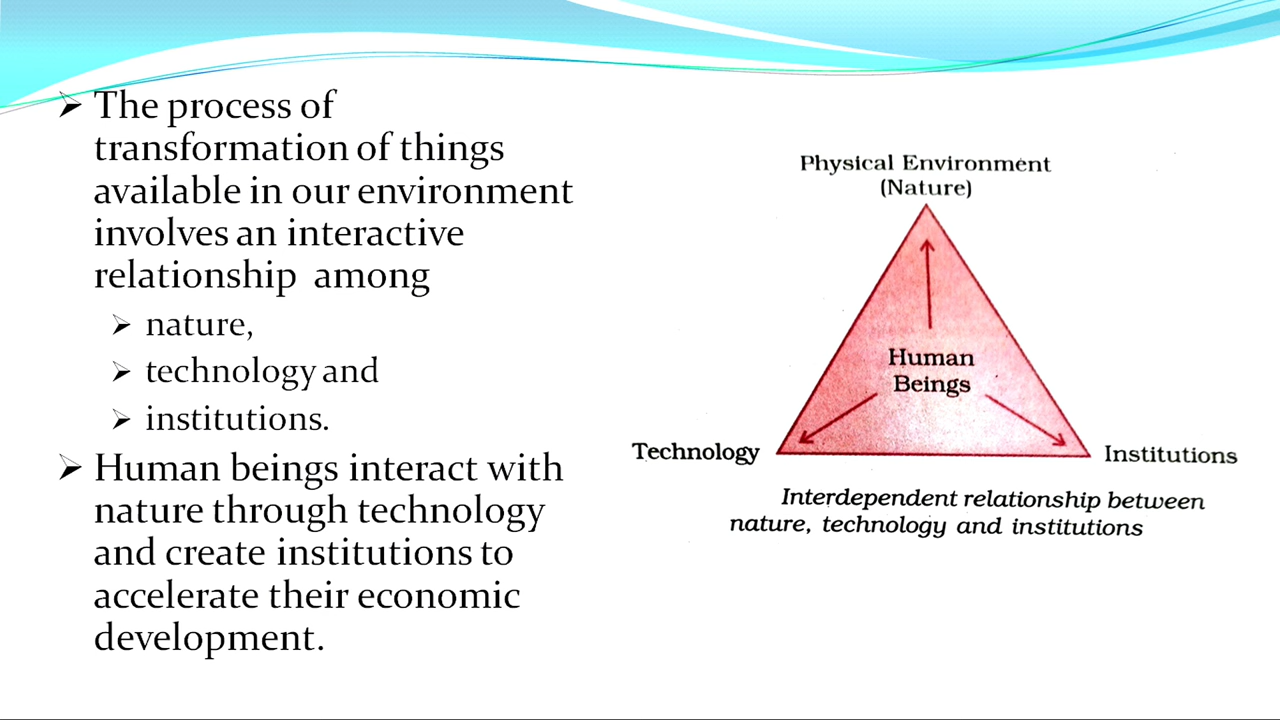 The process of
transformation of things
available in our environment
involves an interactive
relationship among
nature,
technology and
institutions.
Human beings interact with
nature through technology
and create institutions to
accelerate their economic
development.
Physical Environment
(Nature)
Human
Beings
Technology
Institutions
Interdependent relationship between
nature, technology and institutions